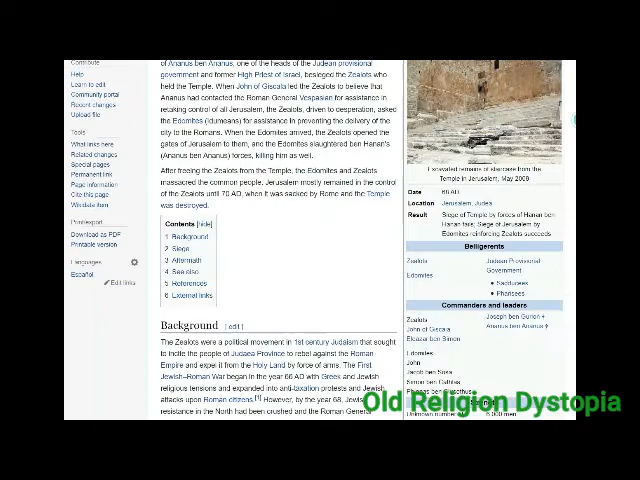 Contribute
Help
Learn to edit
Community portal
Recent changes
Upload file
Tools
What links here
Related changes
Special pages
Permanent link
Page information
Cite this page
Wikidata item
Print/export
Download as PDF
Printable version
Languages
Español
Edit links
of Ananus ben Ananus, one of the heads of the Judean provisional
government and former High Priest of Israel, besieged the Zealots who
held the Temple. When John of Giscala led the Zealots to believe that
Ananus had contacted the Roman General Vespasian for assistance in
retaking control of all Jerusalem, the Zealots, driven to desperation, asked
the Edomites (Idumeans) for assistance in preventing the delivery of the
city to the Romans. When the Edomites arrived, the Zealots opened the
gates of Jerusalem to them, and the Edomites slaughtered ben Hanan's
(Ananus ben Ananus) forces, killing him as well.
After freeing the Zealots from the Temple, the Edomites and Zealots
massacred the common people. Jerusalem mostly remained in the control
of the Zealots until 70 AD, when it was sacked by Rome and the Temple
was destroyed.
Contents [hide]
1 Background
2 Siege
3 Aftermath
4 See also
5 References
6 External links
Background [ edit ]
The Zealots were a political movement in 1st century Judaism that sought
to incite the people of Judaea Province to rebel against the Roman
Empire and expel it from the Holy Land by force of arms. The First
Jewish–Roman War began in the year 66 AD with Greek and Jewish
religious tensions and expanded into anti-taxation protests and Jewish
attacks upon Roman citizens.[1] However, by the year 68, Jewish
resistance in the North had been crushed and the Roman General
Excavated remains of staircase from the
Temple in Jerusalem, May 2009
Date 68 AD
Location Jerusalem, Judea
Result Siege of Temple by forces of Hanan ben
Hanan fails; Siege of Jerusalem by
Edomites reinforcing Zealots succeeds
Belligerents
Zealots
Edomites
Judean Provisional
Government
• Sadducees
• Pharisees
Commanders and leaders
Zealots
John of Giscala
Eleazar ben Simon
Edomites
John
Jacob ben Sosa
Simon ben Cathlas
Phineas ben
Joseph ben Gurion ✝
Ananus ben Ananus ✝
Unknown number of
6,000 men
Old Religion Dystopia